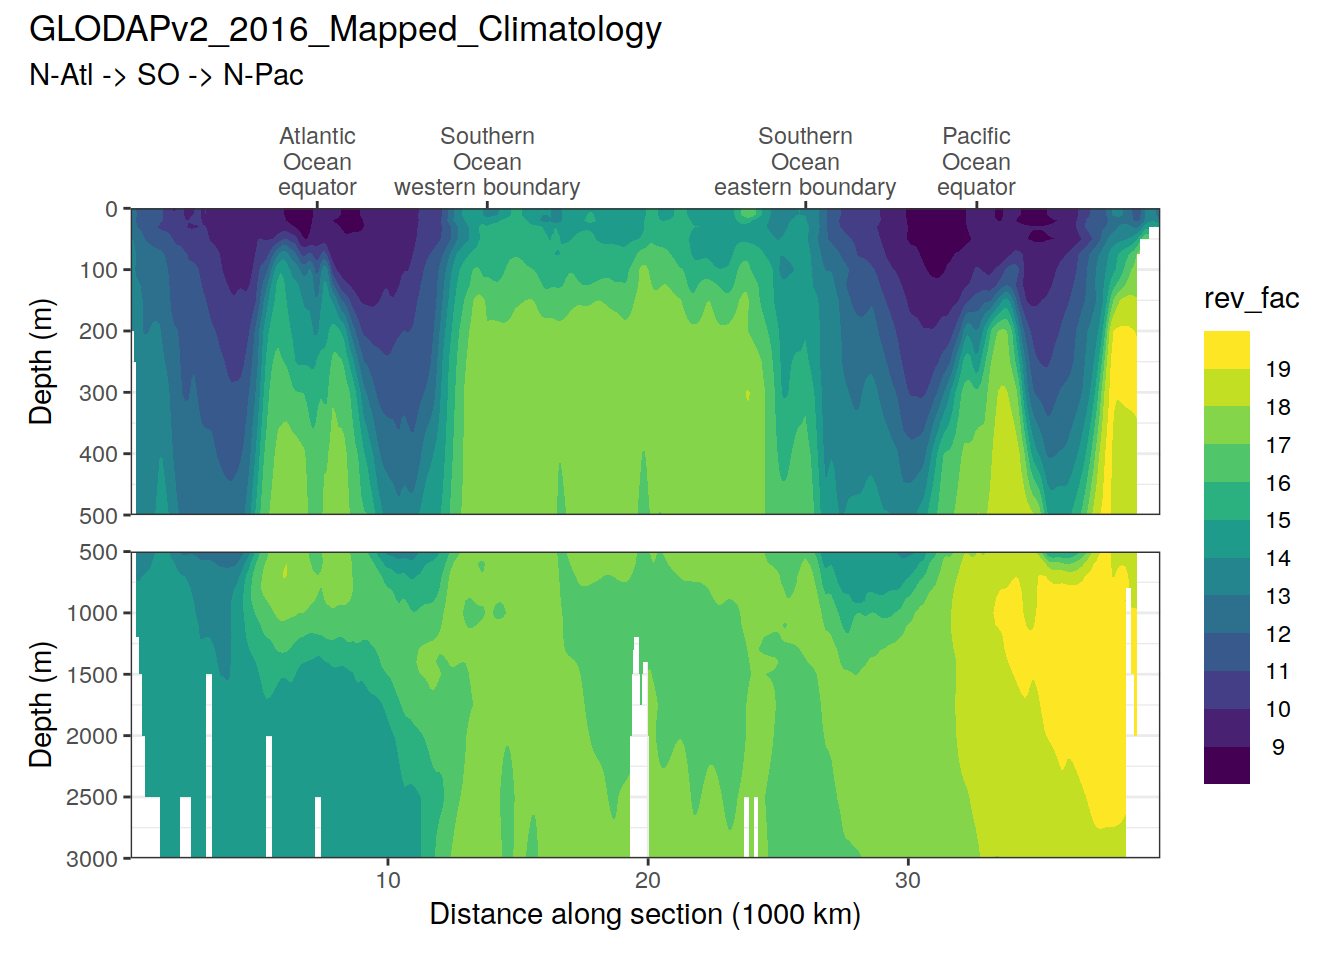 GLODAPv2_2016_Mapped_Climatology
N-Atl -> SO -> N-Pac
Atlantic
Ocean
equator
Southern
Ocean
western boundary
Southern
Ocean
eastern boundary
Pacific
Ocean
equator
Depth (m)
0
100
200
300
400
500
Depth (m)
500
1000
1500
2000
2500
3000
10
20
30
Distance along section (1000 km)
rev_fac
19
18
17
16
15
14
13
12
11
10
9